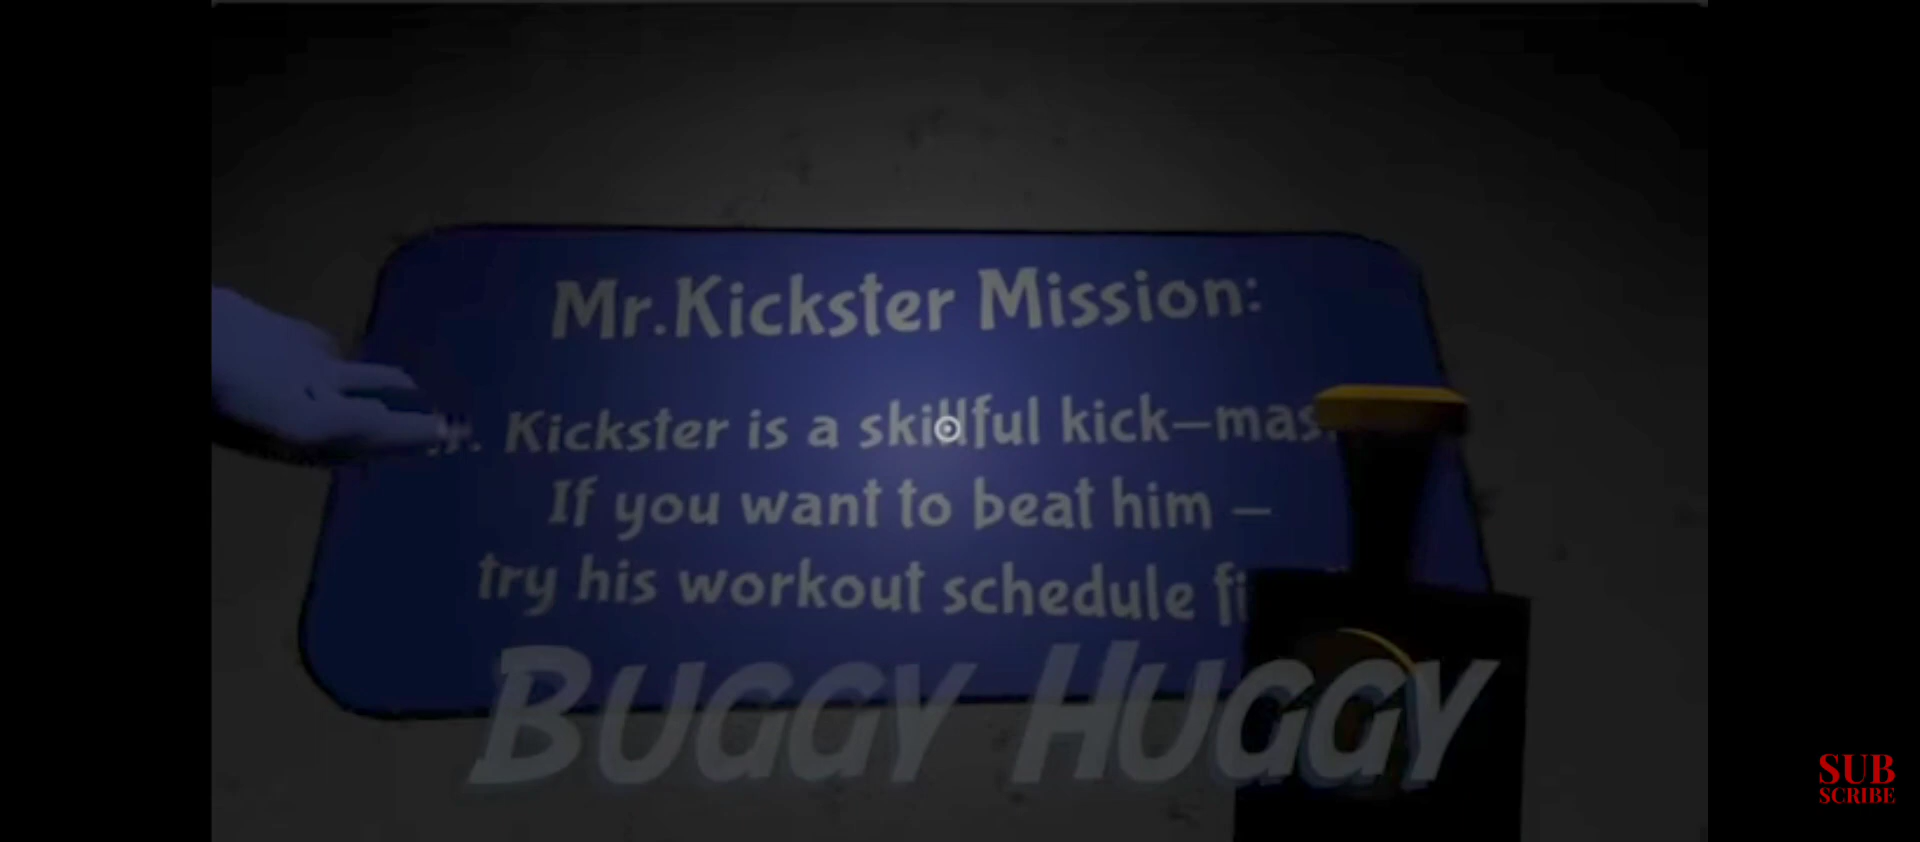 Mr.Kickster Mission:
Kickster is a skillful kick-mas
If you want to beat him –
try his workout schedule fi
BUGGY HUGGY
SUB
SCRIBE